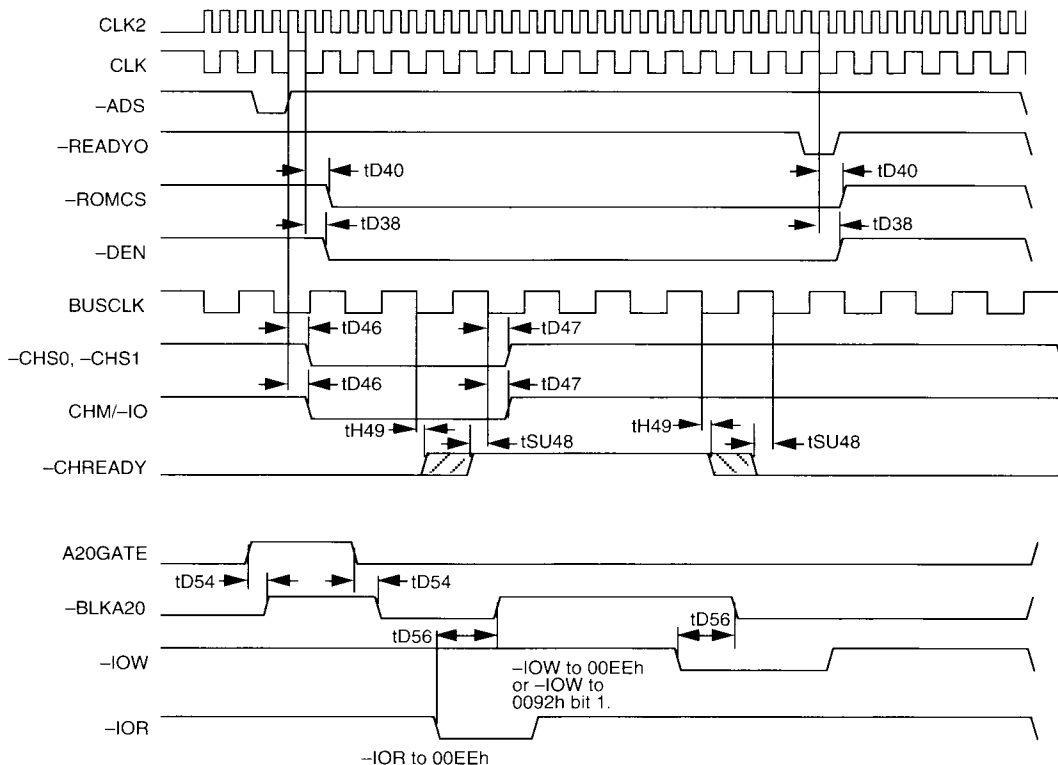 CLK2
CLK
–ADS
–READYO
tD40 tD40
–ROMCS
tD38 tD38
–DEN
BUSCLK
tD46 tD47
–CHS0, –CHS1
tD46 tD47
CHM/–IO
tH49 tSU48 tH49 tSU48
–CHREADY
A20GATE
tD54 tD54
–BLKA20
tD56 tD56
–IOW
–IOW to 00EEh
or –IOW to
0092h bit 1.
–IOR
–IOR to 00EEh